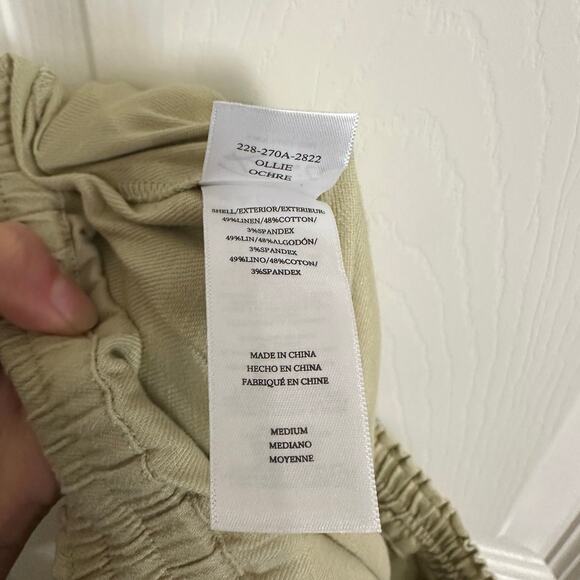 228-270A-2822
OLLIE
OCHRE
SHELL/EXTERIOR/EXTERIEUR:
49%LINEN/48%COTTON/
3%SPANDEX
49%LIN/48%ALGODÓN/
3%SPANDEX
49%LINO/48%COTON/
3%SPANDEX
MADE IN CHINA
HECHO EN CHINA
FABRIQUÉ EN CHINE
MEDIUM
MEDIANO
MOYENNE